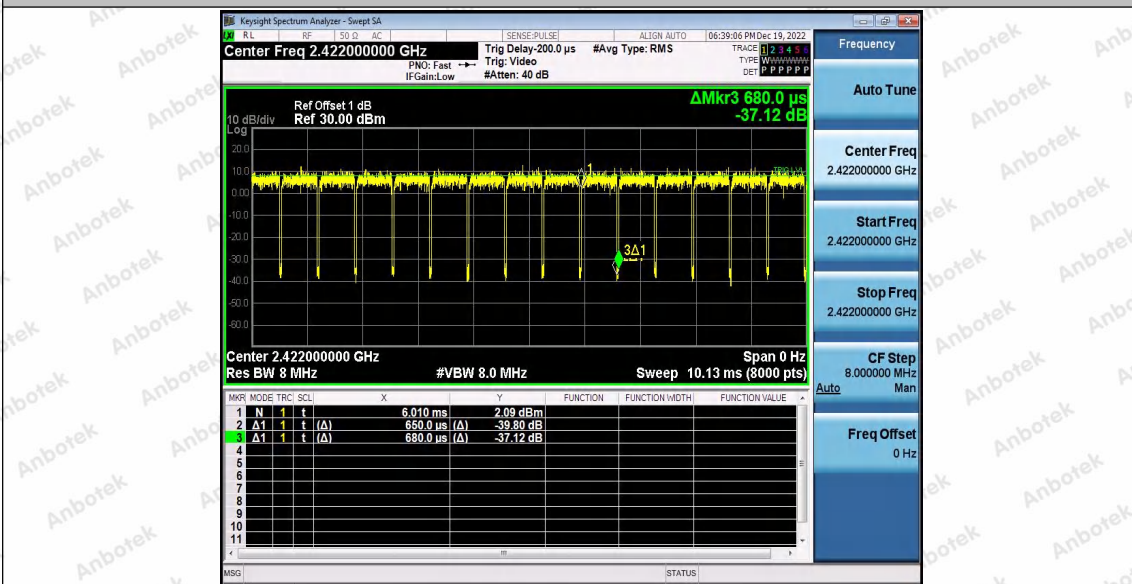 Keysight Spectrum Analyzer - Swept SA
LXI RL RF 50 Ω AC SENSE:PULSE ALIGN AUTO 06:39:06 PM Dec 19, 2022
Center Freq 2.422000000 GHz
PNO: Fast
IFGain:Low
Trig Delay-200.0 µs
Trig: Video
#Atten: 40 dB
#Avg Type: RMS
TRACE 1 2 3 4 5 6
TYPE WWWWWW
DET P P P P P P
ΔMkr3 680.0 µs
-37.12 dB
Ref Offset 1 dB
10 dB/div Ref 30.00 dBm
Log
20.0
10.0
0.00
-10.0
-20.0
-30.0
-40.0
-50.0
-60.0
1
3Δ1
Center 2.422000000 GHz Span 0 Hz
Res BW 8 MHz #VBW 8.0 MHz Sweep 10.13 ms (8000 pts)
MKR MODE TRC SCL X Y FUNCTION FUNCTION WIDTH FUNCTION VALUE
1 N 1 t 6.010 ms 2.09 dBm
2 Δ1 1 t (Δ) 650.0 µs (Δ) -39.80 dB
3 Δ1 1 t (Δ) 680.0 µs (Δ) -37.12 dB
4
5
6
7
8
9
10
11
MSG STATUS
Frequency
Auto Tune
Center Freq
2.422000000 GHz
Start Freq
2.422000000 GHz
Stop Freq
2.422000000 GHz
CF Step
8.000000 MHz
Auto Man
Freq Offset
0 Hz
Anbotek